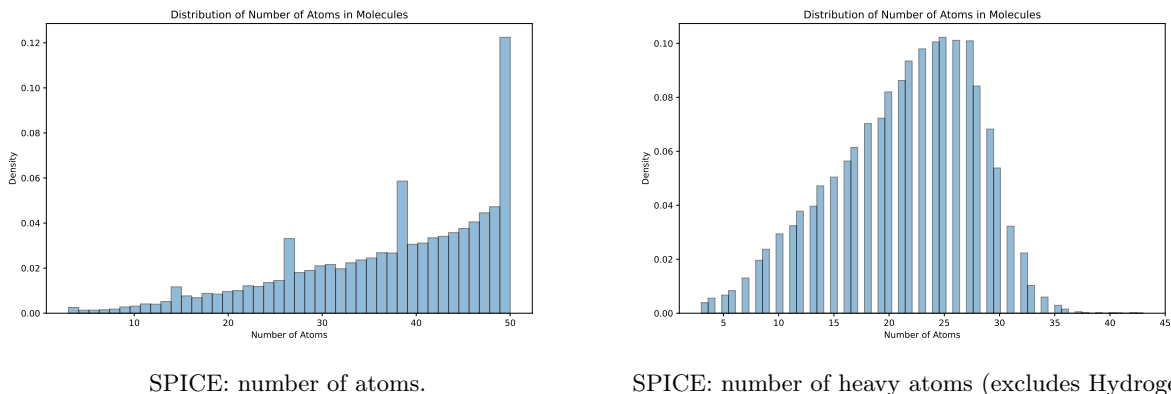 Distribution of Number of Atoms in Molecules
0.12
0.10
0.08
0.06
0.04
0.02
0.00
Density
10 20 30 40 50
Number of Atoms
SPICE: number of atoms.
Distribution of Number of Atoms in Molecules
0.10
0.08
0.06
0.04
0.02
0.00
Density
5 10 15 20 25 30 35 40 45
Number of Atoms
SPICE: number of heavy atoms (excludes Hydroge